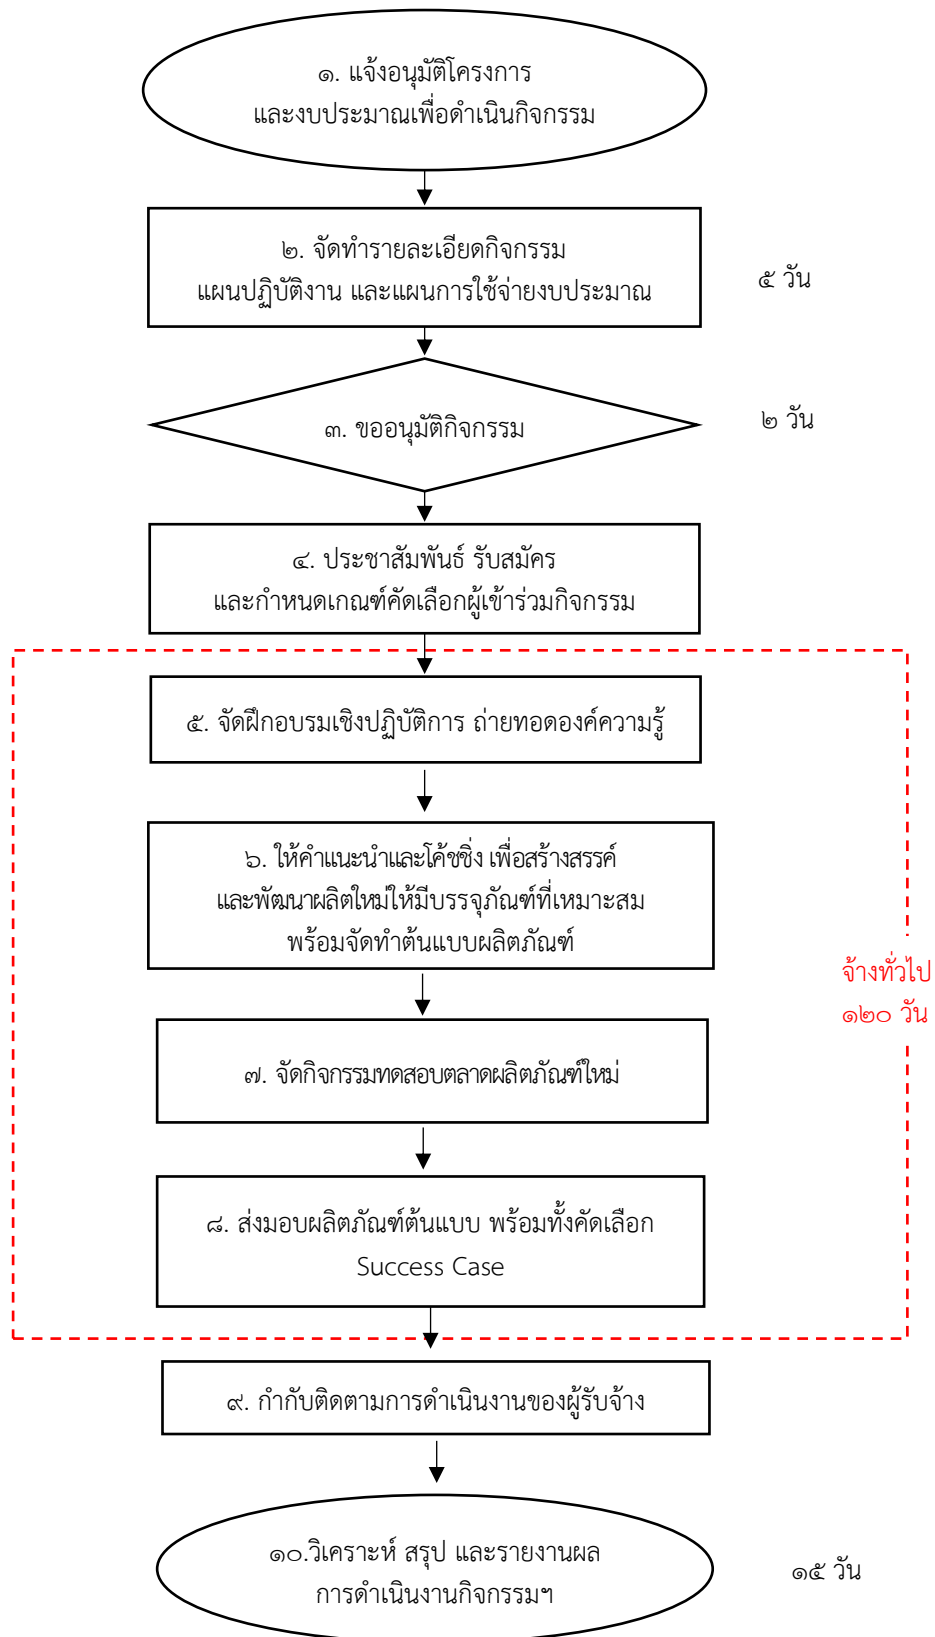 ๑. แจ้งอนุมัติโครงการ
และงบประมาณเพื่อดำเนินกิจกรรม
๒. จัดทำรายละเอียดกิจกรรม
แผนปฏิบัติงาน และแผนการใช้จ่ายงบประมาณ
๕ วัน
๓. ขออนุมัติกิจกรรม
๒ วัน
๔. ประชาสัมพันธ์ รับสมัคร
และกำหนดเกณฑ์คัดเลือกผู้เข้าร่วมกิจกรรม
๕. จัดฝึกอบรมเชิงปฏิบัติการ ถ่ายทอดองค์ความรู้
๖. ให้คำแนะนำและโค้ชชิ่ง เพื่อสร้างสรรค์
และพัฒนาผลิตใหม่ให้มีบรรจุภัณฑ์ที่เหมาะสม
พร้อมจัดทำต้นแบบผลิตภัณฑ์
จ้างทั่วไป
๑๒๐ วัน
๗. จัดกิจกรรมทดสอบตลาดผลิตภัณฑ์ใหม่
๘. ส่งมอบผลิตภัณฑ์ต้นแบบ พร้อมทั้งคัดเลือก
Success Case
๙. กำกับติดตามการดำเนินงานของผู้รับจ้าง
๑๐.วิเคราะห์ สรุป และรายงานผล
การดำเนินงานกิจกรรมฯ
๑๕ วัน